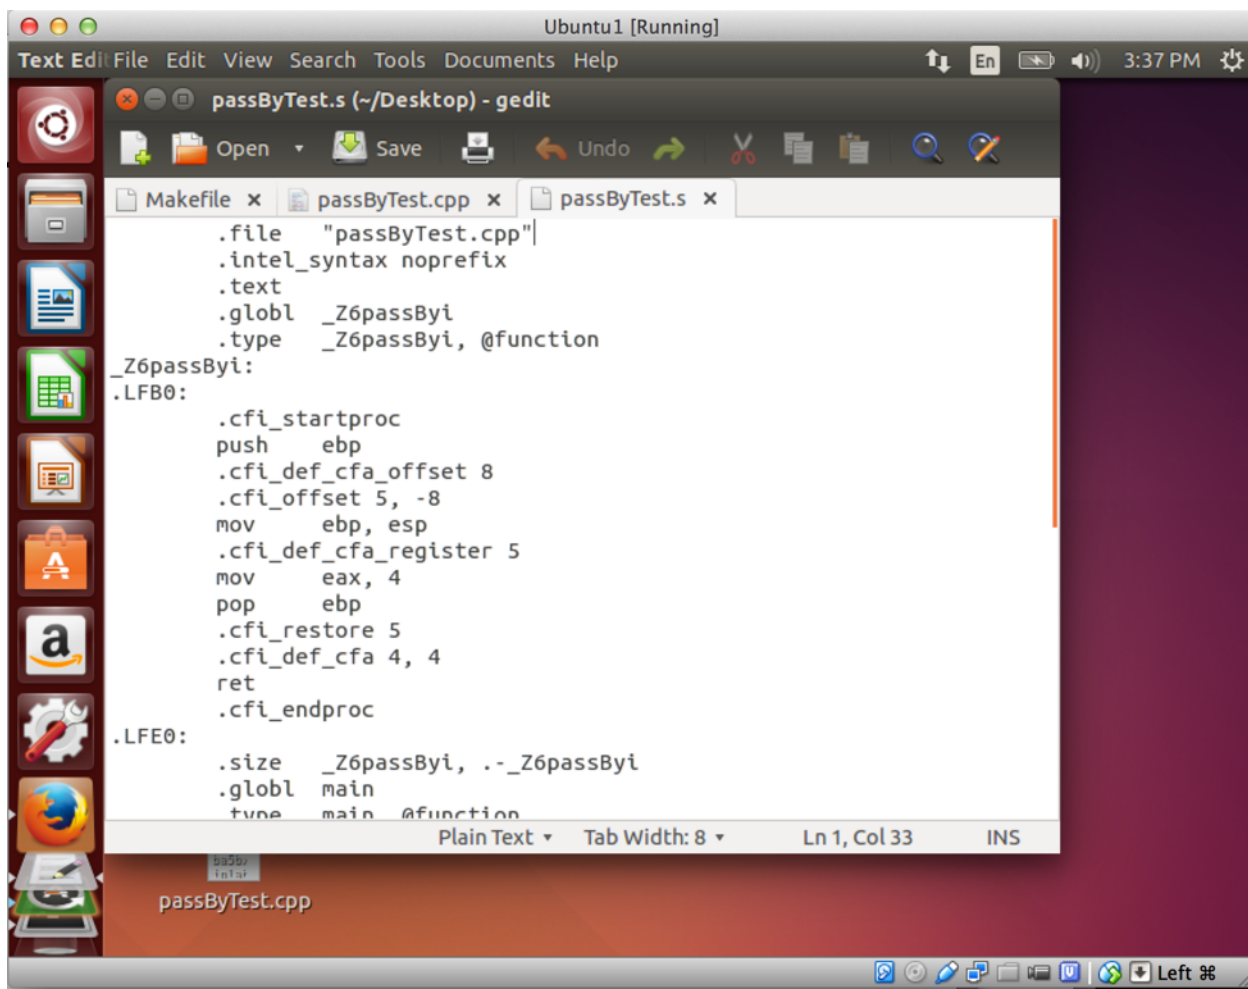 Ubuntu1 [Running]
Text Edi File Edit View Search Tools Documents Help En 3:37 PM
passByTest.s (~/Desktop) - gedit
Open Save Undo
Makefile passByTest.cpp passByTest.s
.file "passByTest.cpp"
.intel_syntax noprefix
.text
.globl _Z6passByi
.type _Z6passByi, @function
_Z6passByi:
.LFB0:
.cfi_startproc
push ebp
.cfi_def_cfa_offset 8
.cfi_offset 5, -8
mov ebp, esp
.cfi_def_cfa_register 5
mov eax, 4
pop ebp
.cfi_restore 5
.cfi_def_cfa 4, 4
ret
.cfi_endproc
.LFE0:
.size _Z6passByi, .-_Z6passByi
.globl main
.type main, @function
Plain Text Tab Width: 8 Ln 1, Col 33 INS
passByTest.cpp
Left ⌘